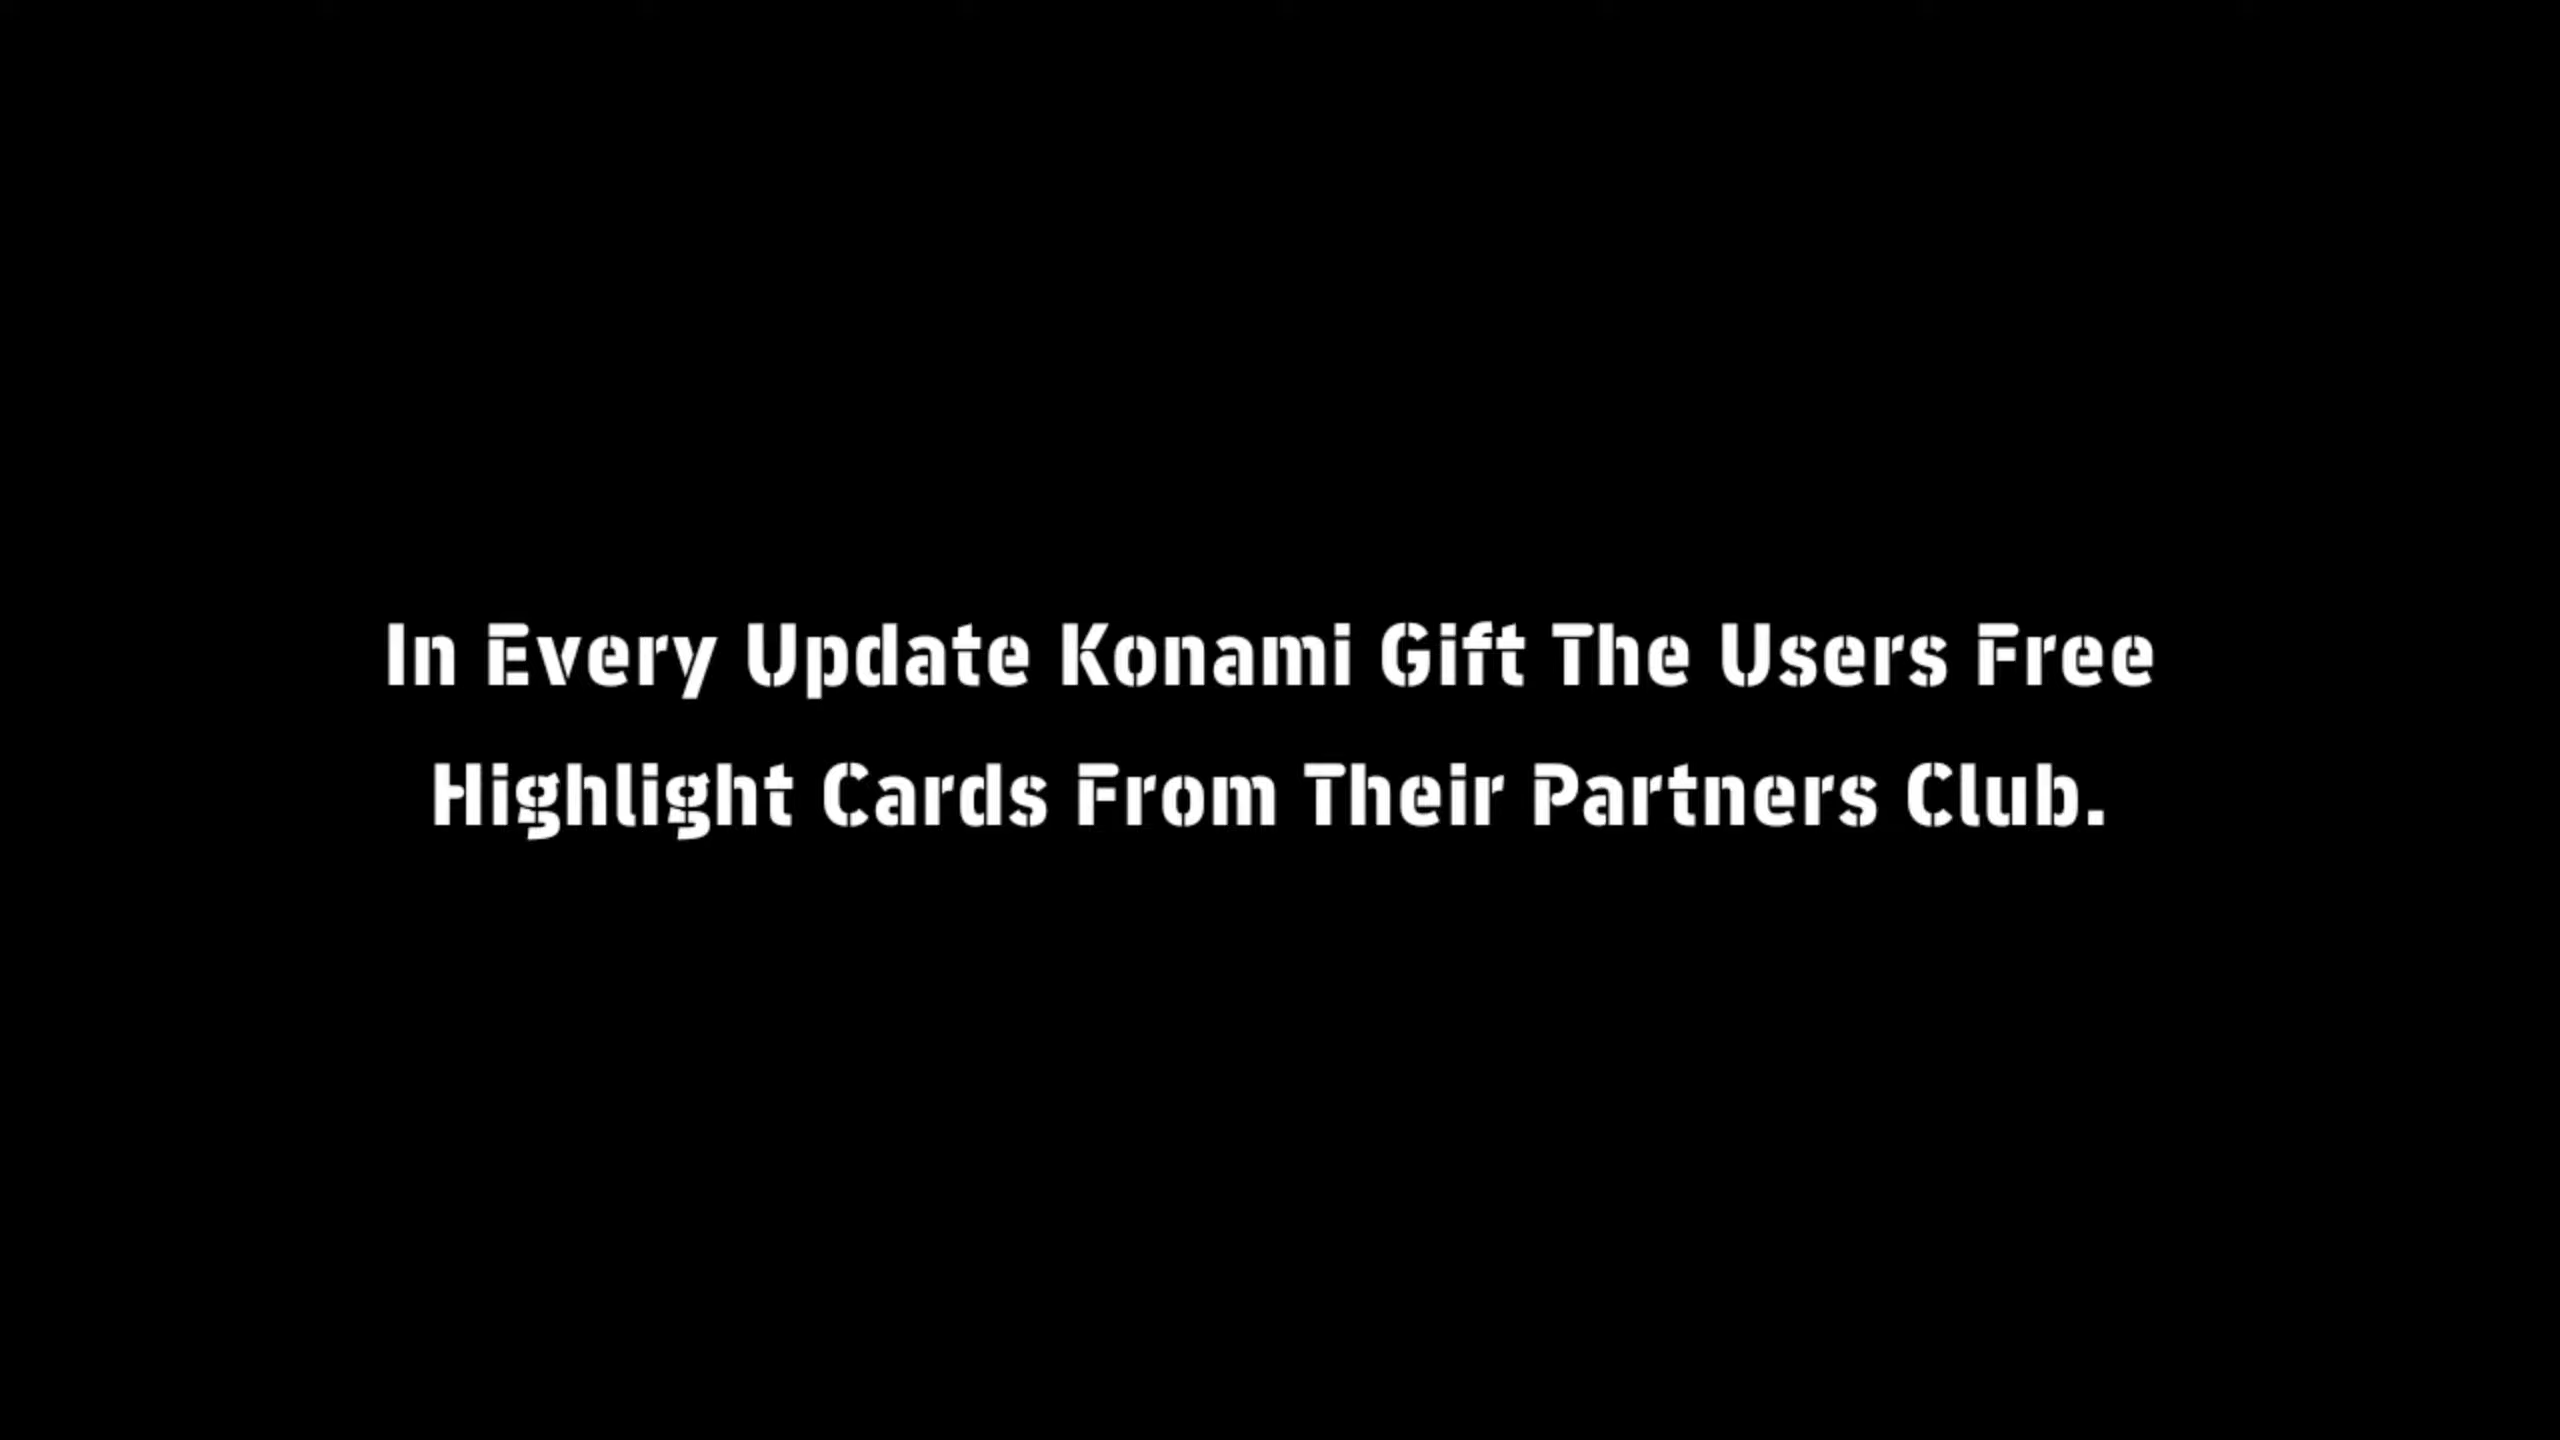 In Every Update Konami Gift The Users Free
Highlight Cards From Their Partners Club.